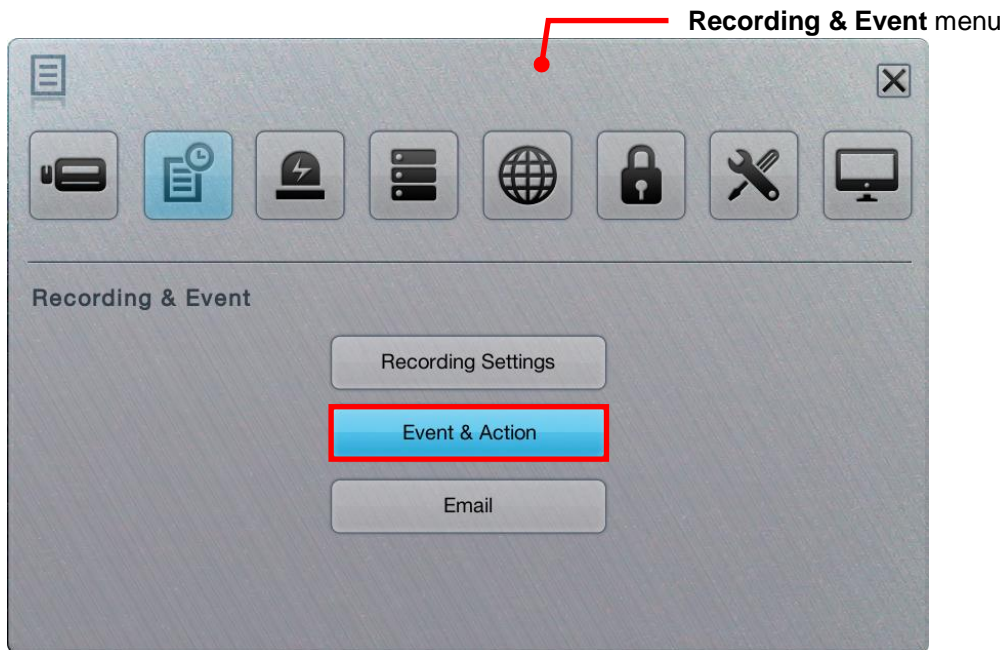 Recording & Event menu
Recording & Event
Recording Settings
Event & Action
Email